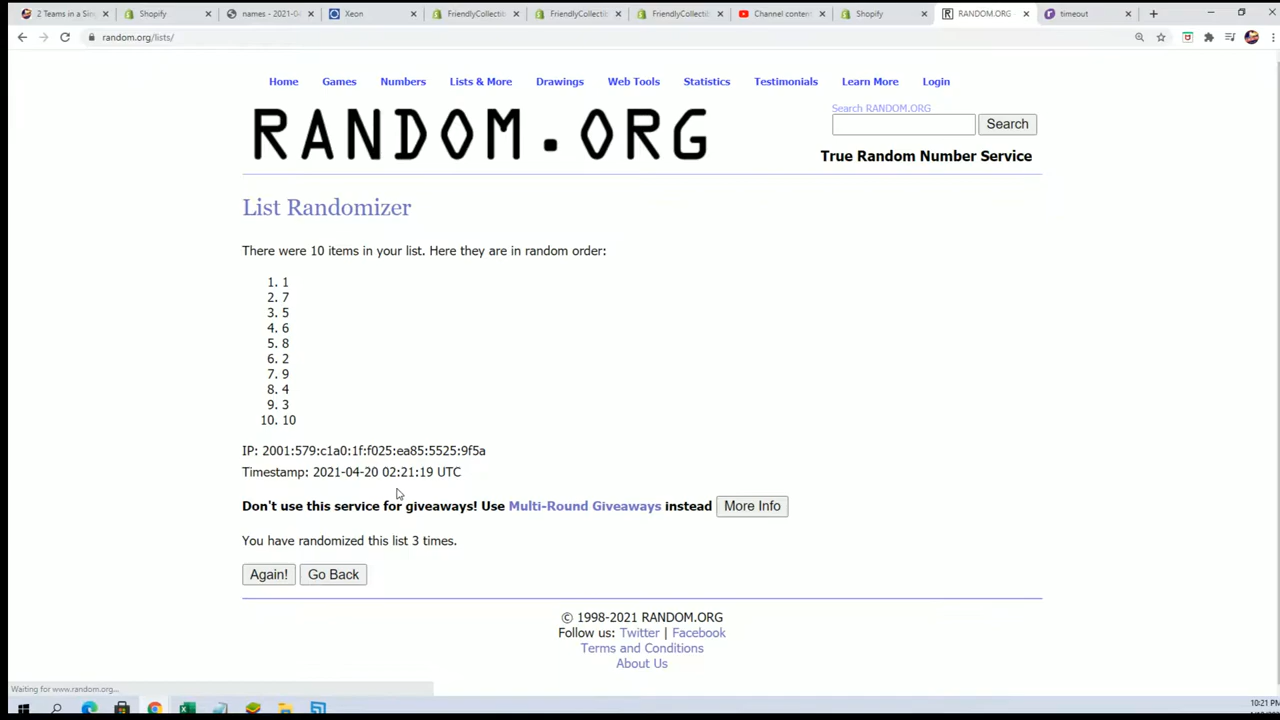 2 Teams in a Sin
Shopify
names - 2021-04
Xeon
FriendlyCollectib
FriendlyCollectib
FriendlyCollectib
Channel content
Shopify
RANDOM.ORG
timeout
random.org/lists/
Home Games Numbers Lists & More Drawings Web Tools Statistics Testimonials Learn More Login
RANDOM.ORG
Search RANDOM.ORG
Search
True Random Number Service
List Randomizer
There were 10 items in your list. Here they are in random order:
1. 1
2. 7
3. 5
4. 6
5. 8
6. 2
7. 9
8. 4
9. 3
10. 10
IP: 2001:579:c1a0:1f:f025:ea85:5525:9f5a
Timestamp: 2021-04-20 02:21:19 UTC
Don't use this service for giveaways! Use Multi-Round Giveaways instead More Info
You have randomized this list 3 times.
Again! Go Back
© 1998-2021 RANDOM.ORG
Follow us: Twitter | Facebook
Terms and Conditions
About Us
Waiting for www.random.org...
10:21 PM